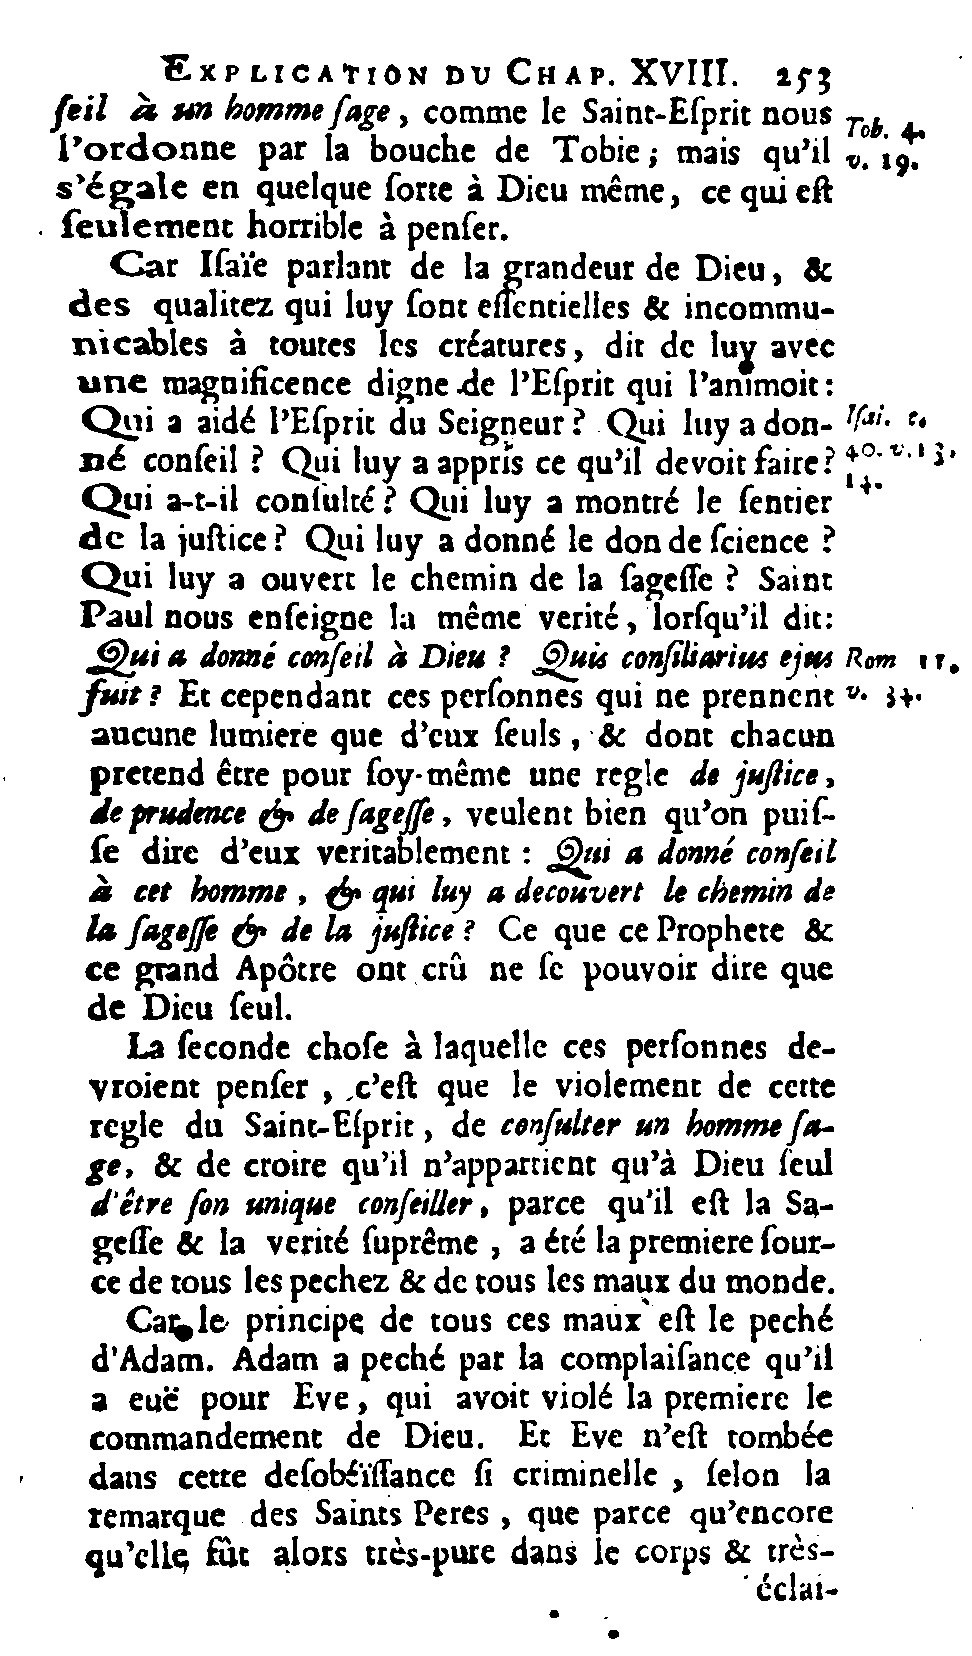 EXPLICATION DU CHAP. XVIII. 253
ſeil à un homme ſage, comme le Saint-Eſprit nous
l'ordonne par la bouche de Tobie; mais qu'il
s'égale en quelque ſorte à Dieu même, ce qui eſt
ſeulement horrible à penſer.
Tob. 4.
v. 19.
Car Iſaïe parlant de la grandeur de Dieu, &
des qualitez qui luy ſont eſſentielles & incommu-
nicables à toutes les créatures, dit de luy avec
une magnificence digne de l'Eſprit qui l'animoit:
Qui a aidé l'Eſprit du Seigneur? Qui luy a don-
né conſeil? Qui luy a appris ce qu'il devoit faire?
Qui a-t-il conſulté? Qui luy a montré le ſentier
de la juſtice? Qui luy a donné le don de ſcience?
Qui luy a ouvert le chemin de la ſageſſe? Saint
Paul nous enſeigne la même verité, lorſqu'il dit:
Qui a donné conſeil à Dieu? Quis conſiliarius ejus
fuit? Et cependant ces perſonnes qui ne prennent
aucune lumiere que d'eux ſeuls, & dont chacun
pretend être pour ſoy-même une regle de juſtice,
de prudence & de ſageſſe, veulent bien qu'on puiſ-
ſe dire d'eux veritablement: Qui a donné conſeil
à cet homme, & qui luy a decouvert le chemin de
la ſageſſe & de la juſtice? Ce que ce Prophete &
ce grand Apôtre ont crû ne ſe pouvoir dire que
de Dieu ſeul.
Iſai. c.
40. v. 13.
14.
Rom 11.
v. 34.
La ſeconde choſe à laquelle ces perſonnes de-
vroient penſer, c'eſt que le violement de cette
regle du Saint-Eſprit, de conſulter un homme ſa-
ge, & de croire qu'il n'appartient qu'à Dieu ſeul
d'être ſon unique conſeiller, parce qu'il eſt la Sa-
geſſe & la verité ſuprême, a été la premiere ſour-
ce de tous les pechez & de tous les maux du monde.
Car le principe de tous ces maux eſt le peché
d'Adam. Adam a peché par la complaiſance qu'il
a euë pour Eve, qui avoit violé la premiere le
commandement de Dieu. Et Eve n'eſt tombée
dans cette deſobéïſſance ſi criminelle, ſelon la
remarque des Saints Peres, que parce qu'encore
qu'elle fût alors très-pure dans le corps & très-
éclai-